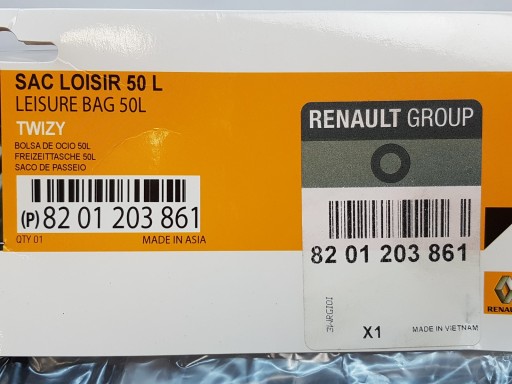 SAC LOISiR 50 L
LEISURE BAG 50L
TWIZY
BOLSA DE OCIO 50L
FREIZEITTASCHE 50L
SACO DE PASSEIO
(P) 82 01 203 861
QTY 01 MADE IN ASIA
RENAULT GROUP
82 01 203 861
3WRGIOI
X1 MADE IN VIETNAM